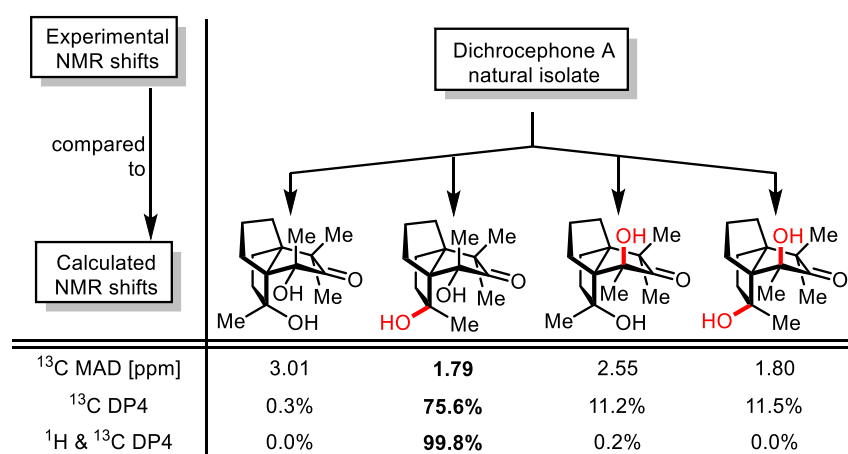 Experimental
NMR shifts
Dichrocephone A
natural isolate
compared
to
Calculated
NMR shifts
Me Me O OH Me Me OH
Me Me O OH Me HO Me
OH Me O Me Me Me OH
OH Me O Me Me HO Me
¹³C MAD [ppm] 3.01 1.79 2.55 1.80
¹³C DP4 0.3% 75.6% 11.2% 11.5%
¹H & ¹³C DP4 0.0% 99.8% 0.2% 0.0%